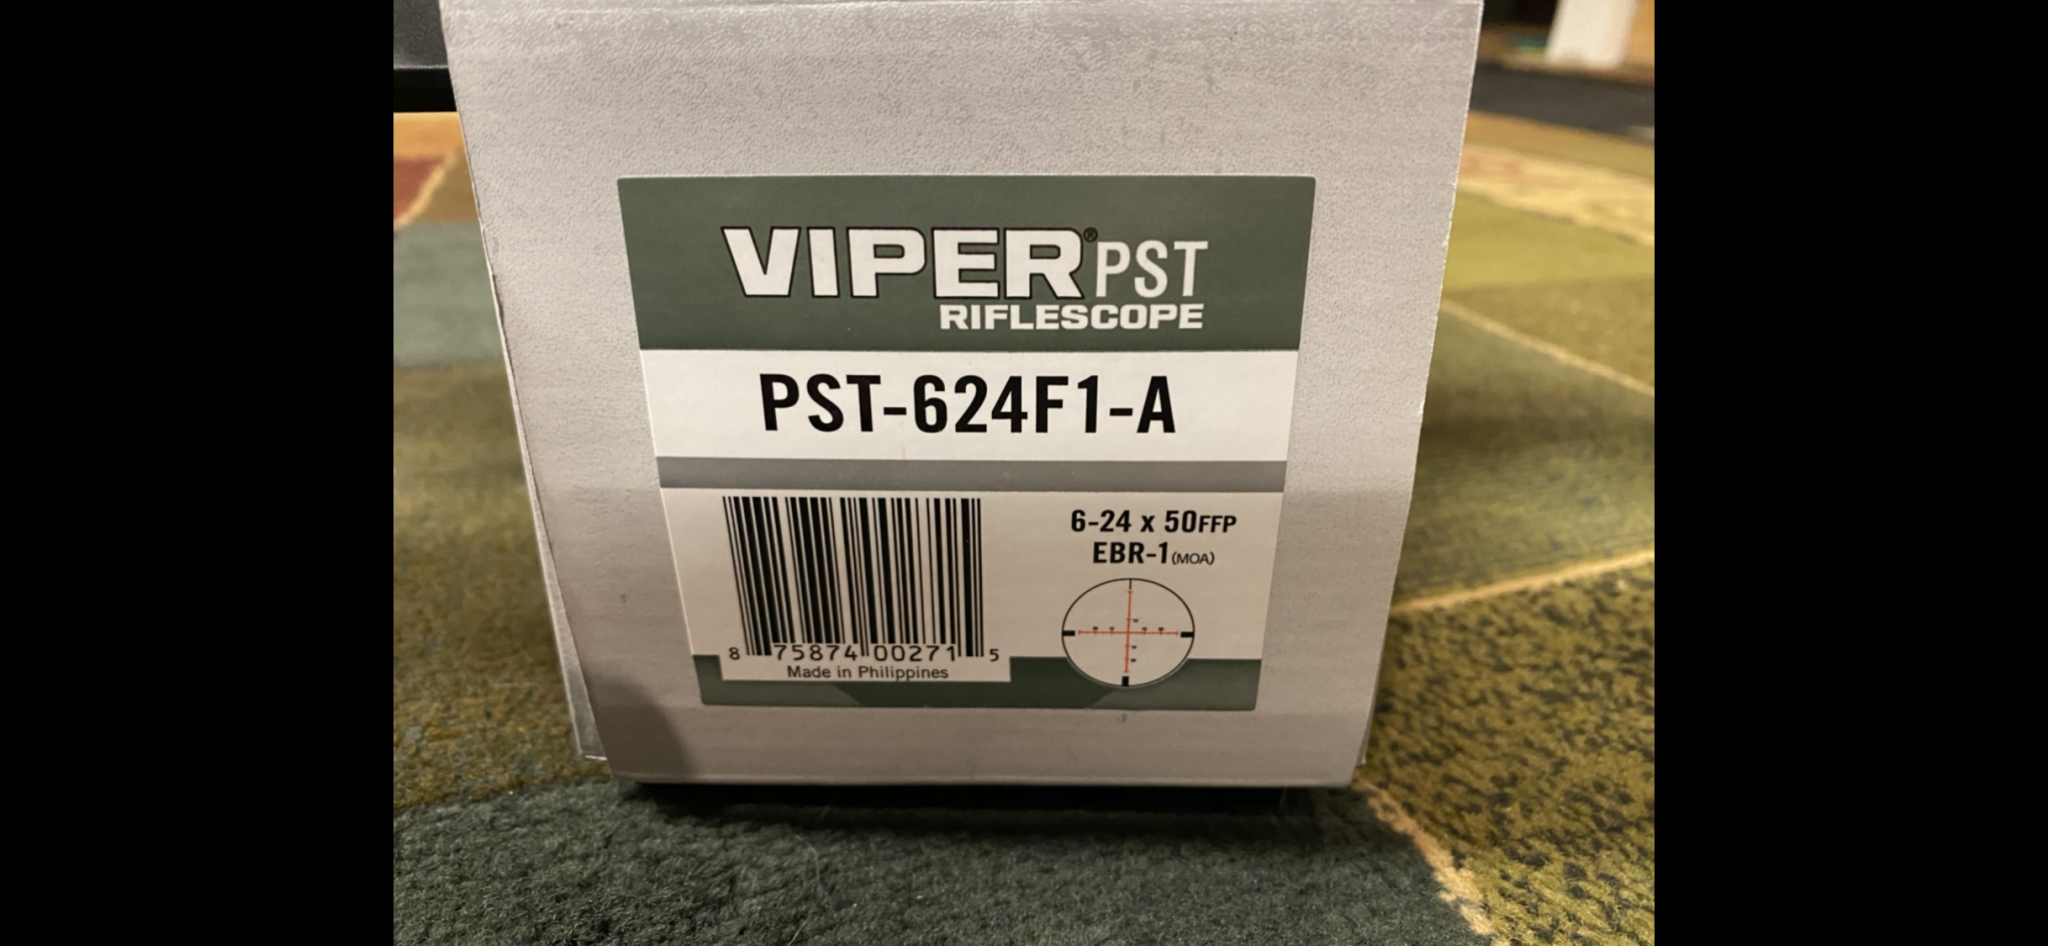 VIPER® PST
RIFLESCOPE
PST-624F1-A
6-24 x 50FFP
EBR-1(MOA)
8 75874 00271 5
Made in Philippines